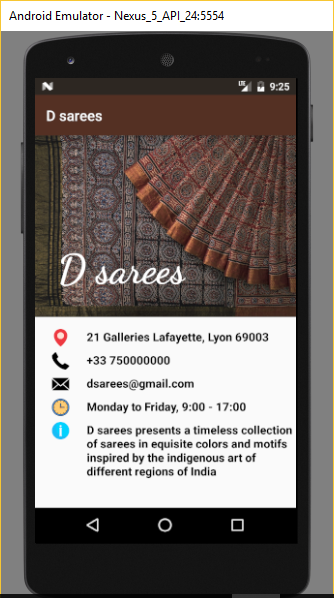 Android Emulator - Nexus_5_API_24:5554
LTE 9:25
D sarees
D sarees
21 Galleries Lafayette, Lyon 69003
+33 750000000
dsarees@gmail.com
Monday to Friday, 9:00 - 17:00
D sarees presents a timeless collection
of sarees in equisite colors and motifs
inspired by the indigenous art of
different regions of India